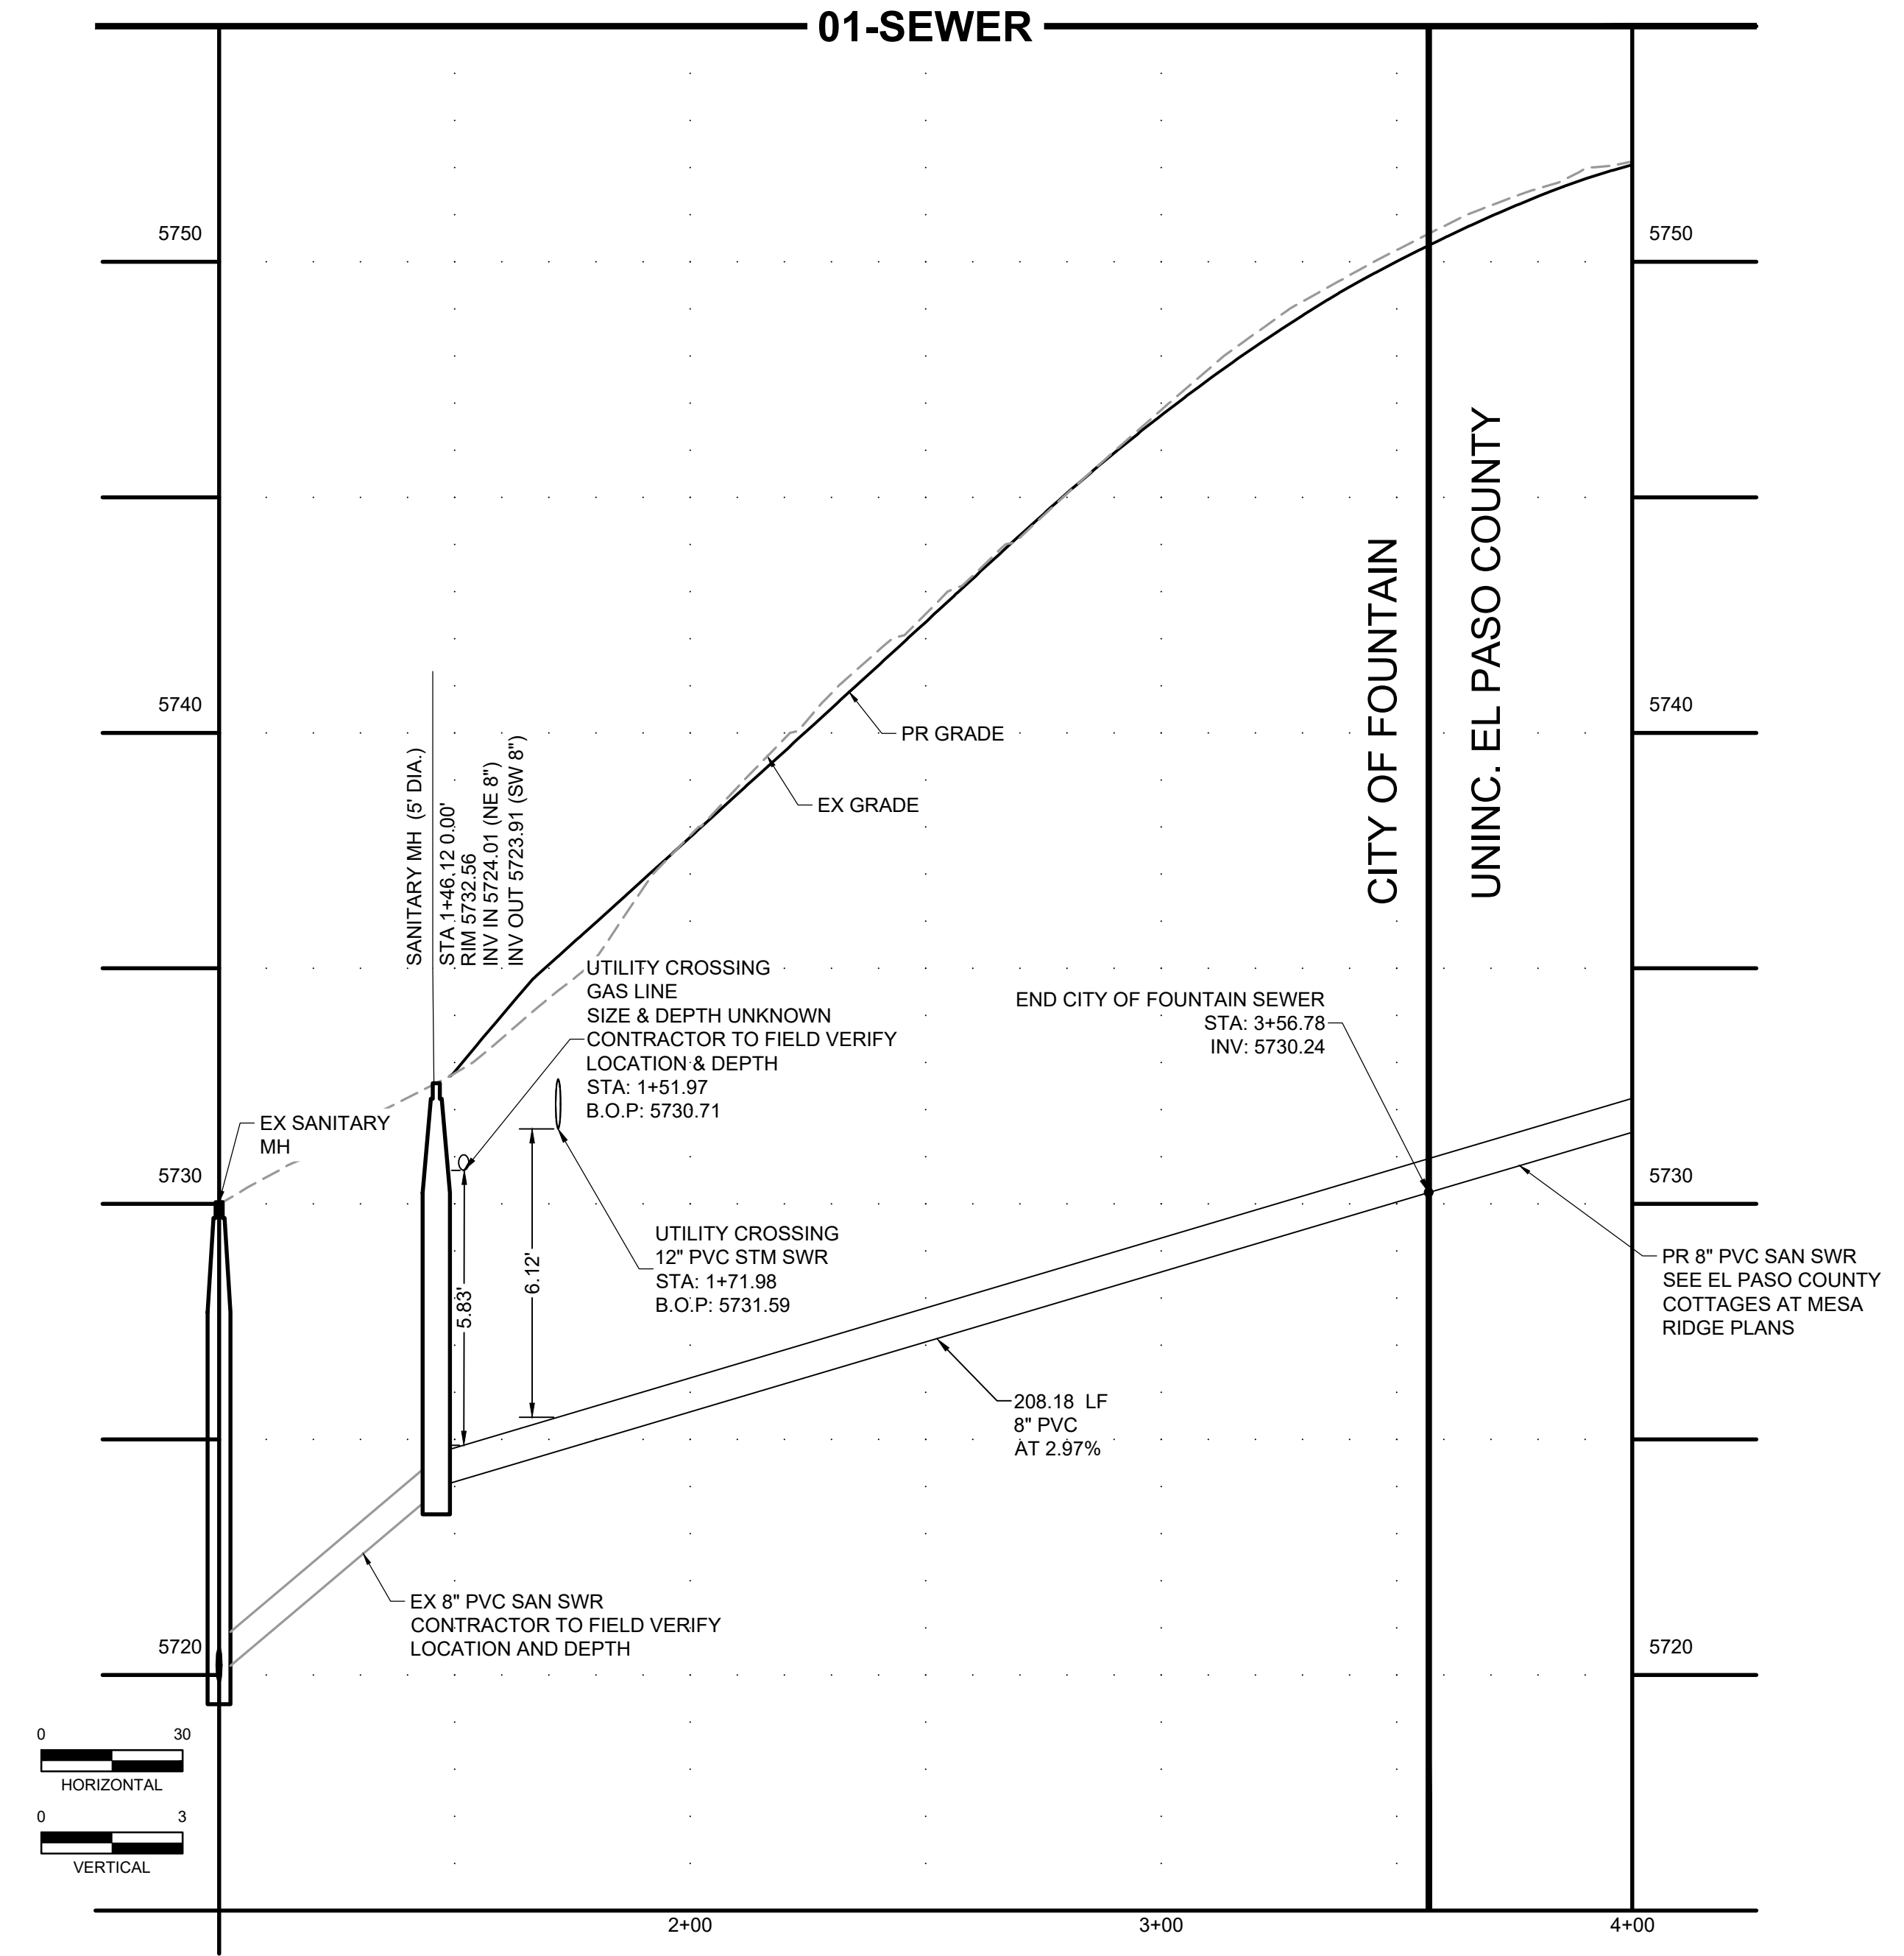 01-SEWER
5750
5750
5740
5740
5730
5730
5720
5720
CITY OF FOUNTAIN
UNINC. EL PASO COUNTY
PR GRADE
EX GRADE
SANITARY MH (5' DIA.)
STA 1+46.12 0.00'
RIM 5732.56
INV IN 5724.01 (NE 8")
INV OUT 5723.91 (SW 8")
UTILITY CROSSING
GAS LINE
SIZE & DEPTH UNKNOWN
CONTRACTOR TO FIELD VERIFY
LOCATION & DEPTH
STA: 1+51.97
B.O.P: 5730.71
END CITY OF FOUNTAIN SEWER
STA: 3+56.78
INV: 5730.24
EX SANITARY
MH
5.83'
6.12'
UTILITY CROSSING
12" PVC STM SWR
STA: 1+71.98
B.O.P: 5731.59
PR 8" PVC SAN SWR
SEE EL PASO COUNTY
COTTAGES AT MESA
RIDGE PLANS
208.18 LF
8" PVC
AT 2.97%
EX 8" PVC SAN SWR
CONTRACTOR TO FIELD VERIFY
LOCATION AND DEPTH
0 30
HORIZONTAL
0 3
VERTICAL
2+00
3+00
4+00